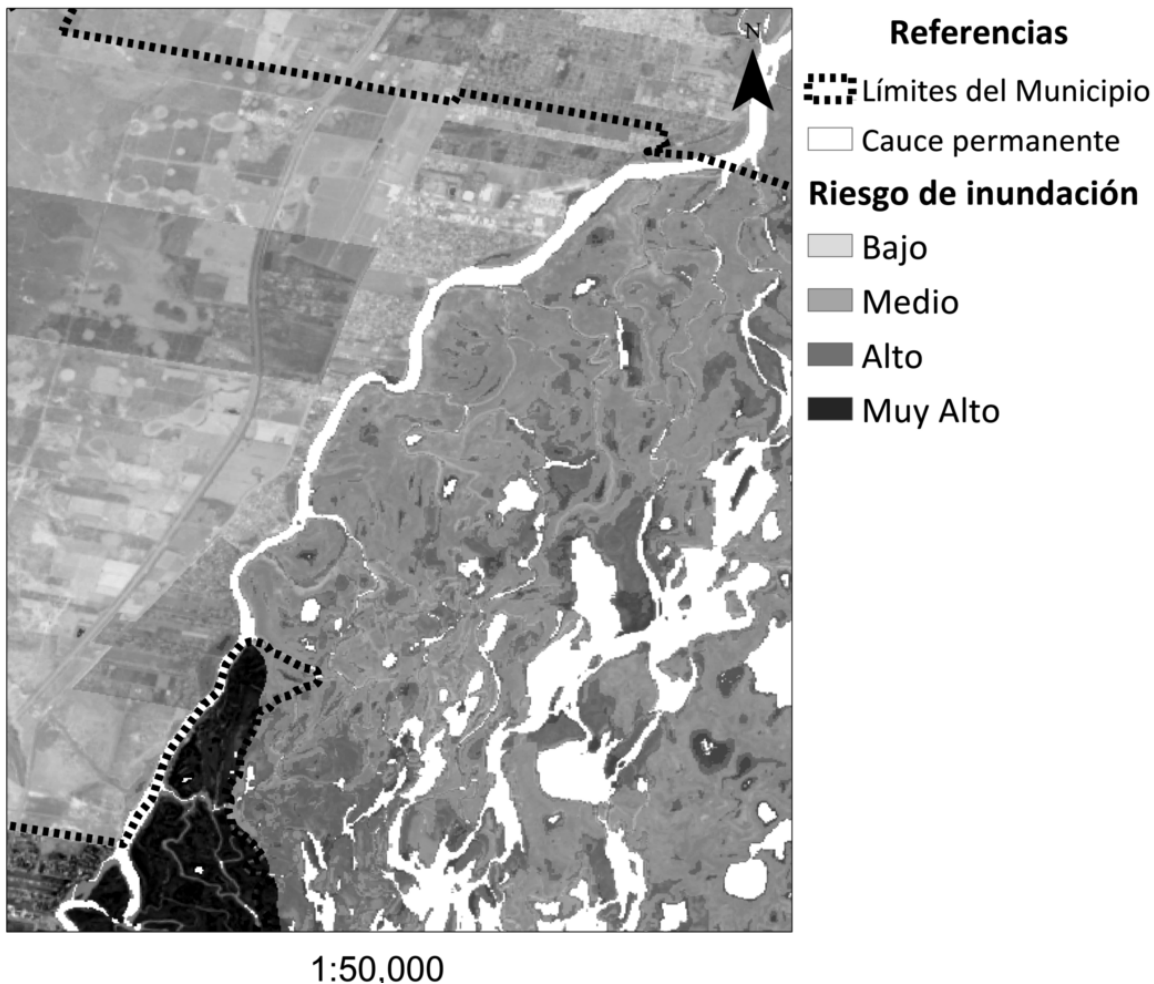 N
Referencias
Límites del Municipio
Cauce permanente
Riesgo de inundación
Bajo
Medio
Alto
Muy Alto
1:50,000